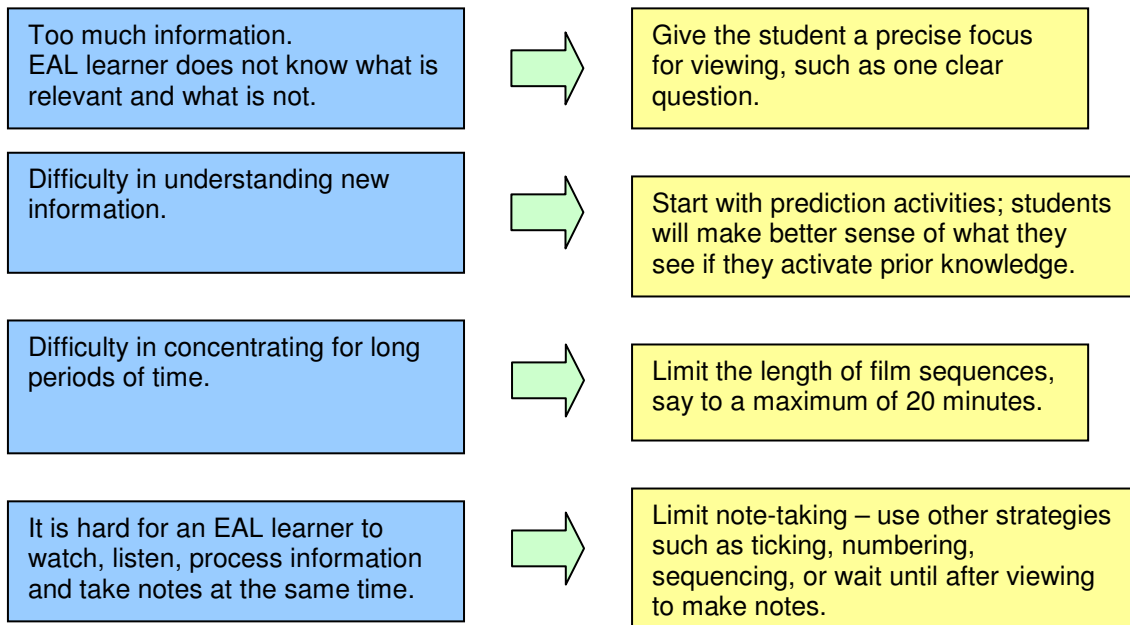 Too much information.
EAL learner does not know what is
relevant and what is not.
Give the student a precise focus
for viewing, such as one clear
question.
Difficulty in understanding new
information.
Start with prediction activities; students
will make better sense of what they
see if they activate prior knowledge.
Difficulty in concentrating for long
periods of time.
Limit the length of film sequences,
say to a maximum of 20 minutes.
It is hard for an EAL learner to
watch, listen, process information
and take notes at the same time.
Limit note-taking – use other strategies
such as ticking, numbering,
sequencing, or wait until after viewing
to make notes.